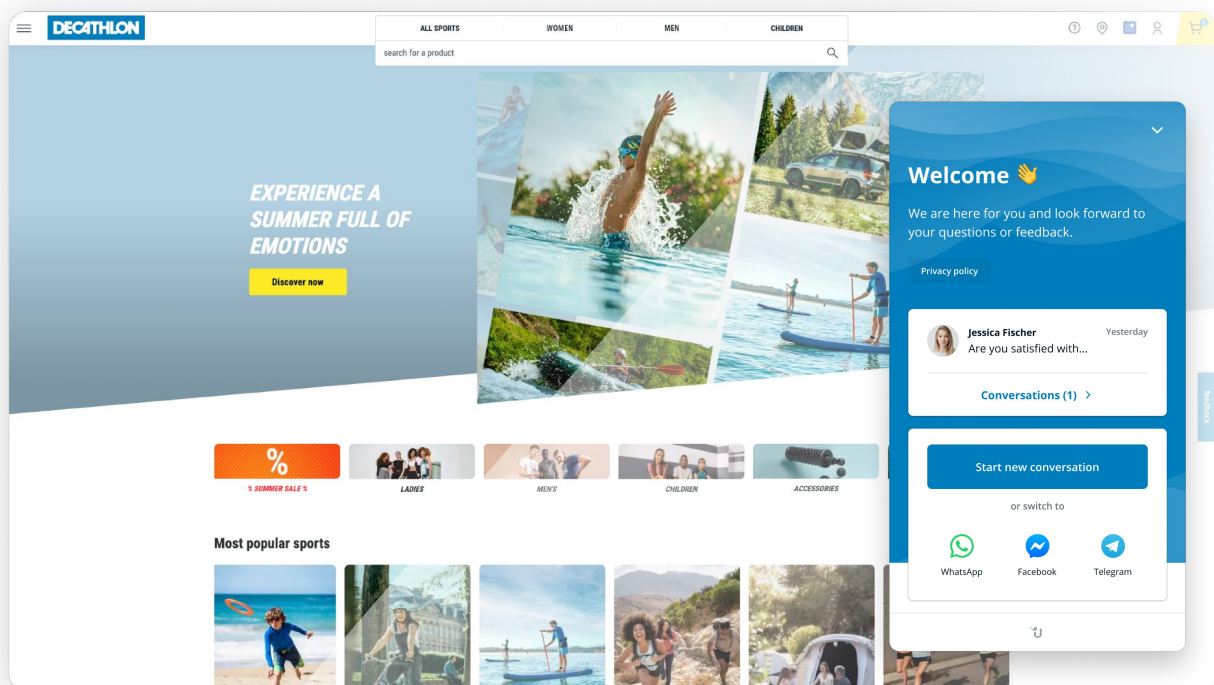 DECATHLON
ALL SPORTS
WOMEN
MEN
CHILDREN
search for a product
EXPERIENCE A
SUMMER FULL OF
EMOTIONS
Discover now
%
% SUMMER SALE %
LADIES
MEN'S
CHILDREN
ACCESSORIES
Most popular sports
Welcome 👋
We are here for you and look forward to
your questions or feedback.
Privacy policy
Jessica Fischer
Yesterday
Are you satisfied with...
Conversations (1)
Start new conversation
or switch to
WhatsApp
Facebook
Telegram
feedback